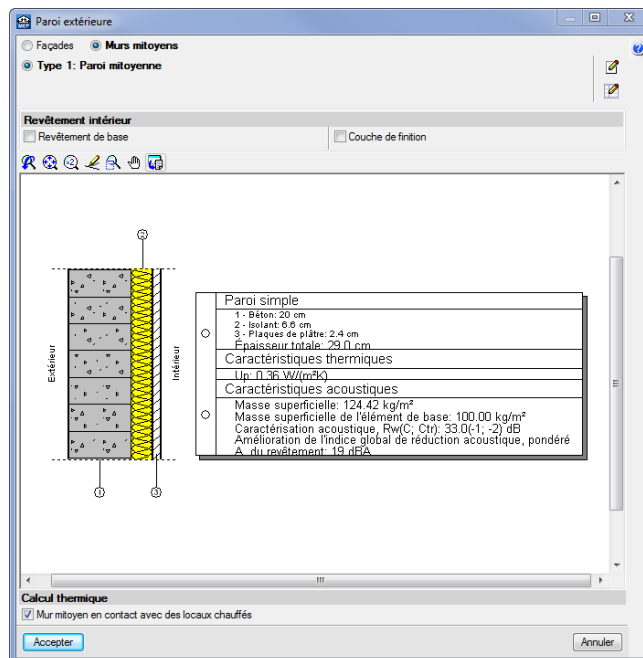 MEP
Paroi extérieure
Façades
Murs mitoyens
Type 1: Paroi mitoyenne
Revêtement intérieur
Revêtement de base
Couche de finition
2
Extérieur
Intérieur
1
3
Paroi simple
1 - Béton: 20 cm
2 - Isolant: 6.6 cm
3 - Plaques de plâtre: 2.4 cm
Épaisseur totale: 29.0 cm
Caractéristiques thermiques
Up: 0.36 W/(m²K)
Caractéristiques acoustiques
Masse superficielle: 124.42 kg/m²
Masse superficielle de l'élément de base: 100.00 kg/m²
Caractérisation acoustique, Rw(C; Ctr): 33.0(-1; -2) dB
Amélioration de l'indice global de réduction acoustique, pondéré
A, du revêtement: 19 dBA
Calcul thermique
Mur mitoyen en contact avec des locaux chauffés
Accepter
Annuler